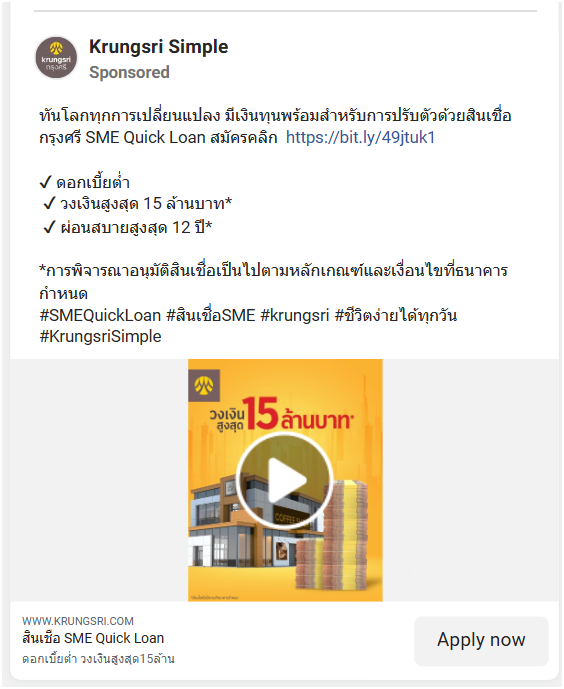 krungsri
กรุงศรี
Krungsri Simple
Sponsored
ทันโลกทุกการเปลี่ยนแปลง มีเงินทุนพร้อมสำหรับการปรับตัวด้วยสินเชื่อ
กรุงศรี SME Quick Loan สมัครคลิก https://bit.ly/49jtuk1
✓ ดอกเบี้ยต่ำ
✓ วงเงินสูงสุด 15 ล้านบาท*
✓ ผ่อนสบายสูงสุด 12 ปี*
*การพิจารณาอนุมัติสินเชื่อเป็นไปตามหลักเกณฑ์และเงื่อนไขที่ธนาคาร
กำหนด
#SMEQuickLoan #สินเชื่อSME #krungsri #ชีวิตง่ายได้ทุกวัน
#KrungsriSimple
วงเงิน
สูงสุด 15 ล้านบาท*
COFFEE
WWW.KRUNGSRI.COM
สินเชื่อ SME Quick Loan
ดอกเบี้ยต่ำ วงเงินสูงสุด15ล้าน
Apply now